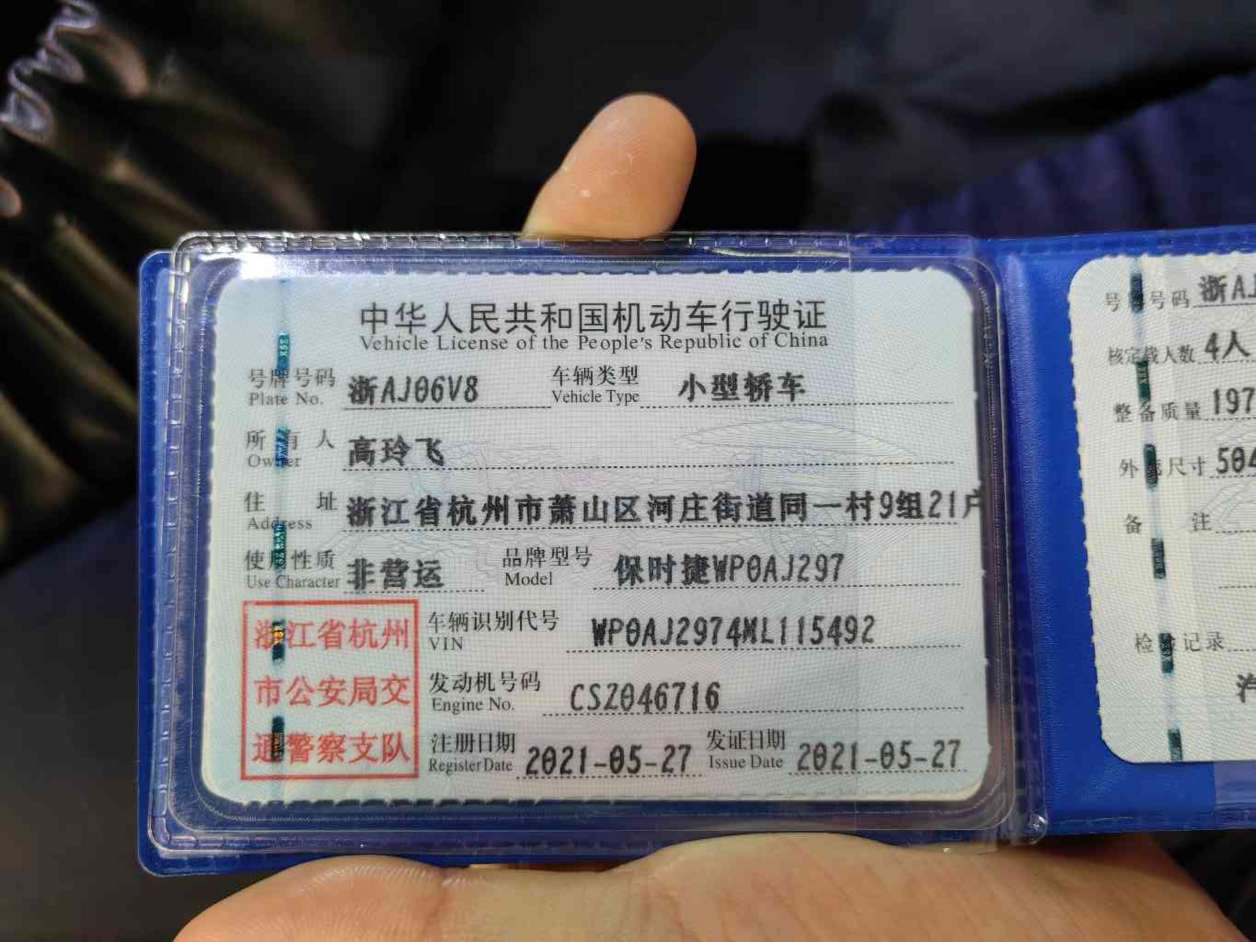 中华人民共和国机动车行驶证
Vehicle License of the People's Republic of China
号牌号码 浙AJ06V8 车辆类型 小型轿车
Plate No. Vehicle Type
所有人 高玲飞
Owner
住址 浙江省杭州市萧山区河庄街道同一村9组21户
Address
使用性质 非营运 品牌型号 保时捷WP0AJ297
Use Character Model
车辆识别代号 WP0AJ2974ML115492
VIN
发动机号码 CSZ046716
Engine No.
注册日期 2021-05-27 发证日期 2021-05-27
Register Date Issue Date
浙江省杭州
市公安局交
通警察支队
号牌号码 浙AJ
核定载人数 4人
整备质量 197
外廓尺寸 504
备注
检验记录